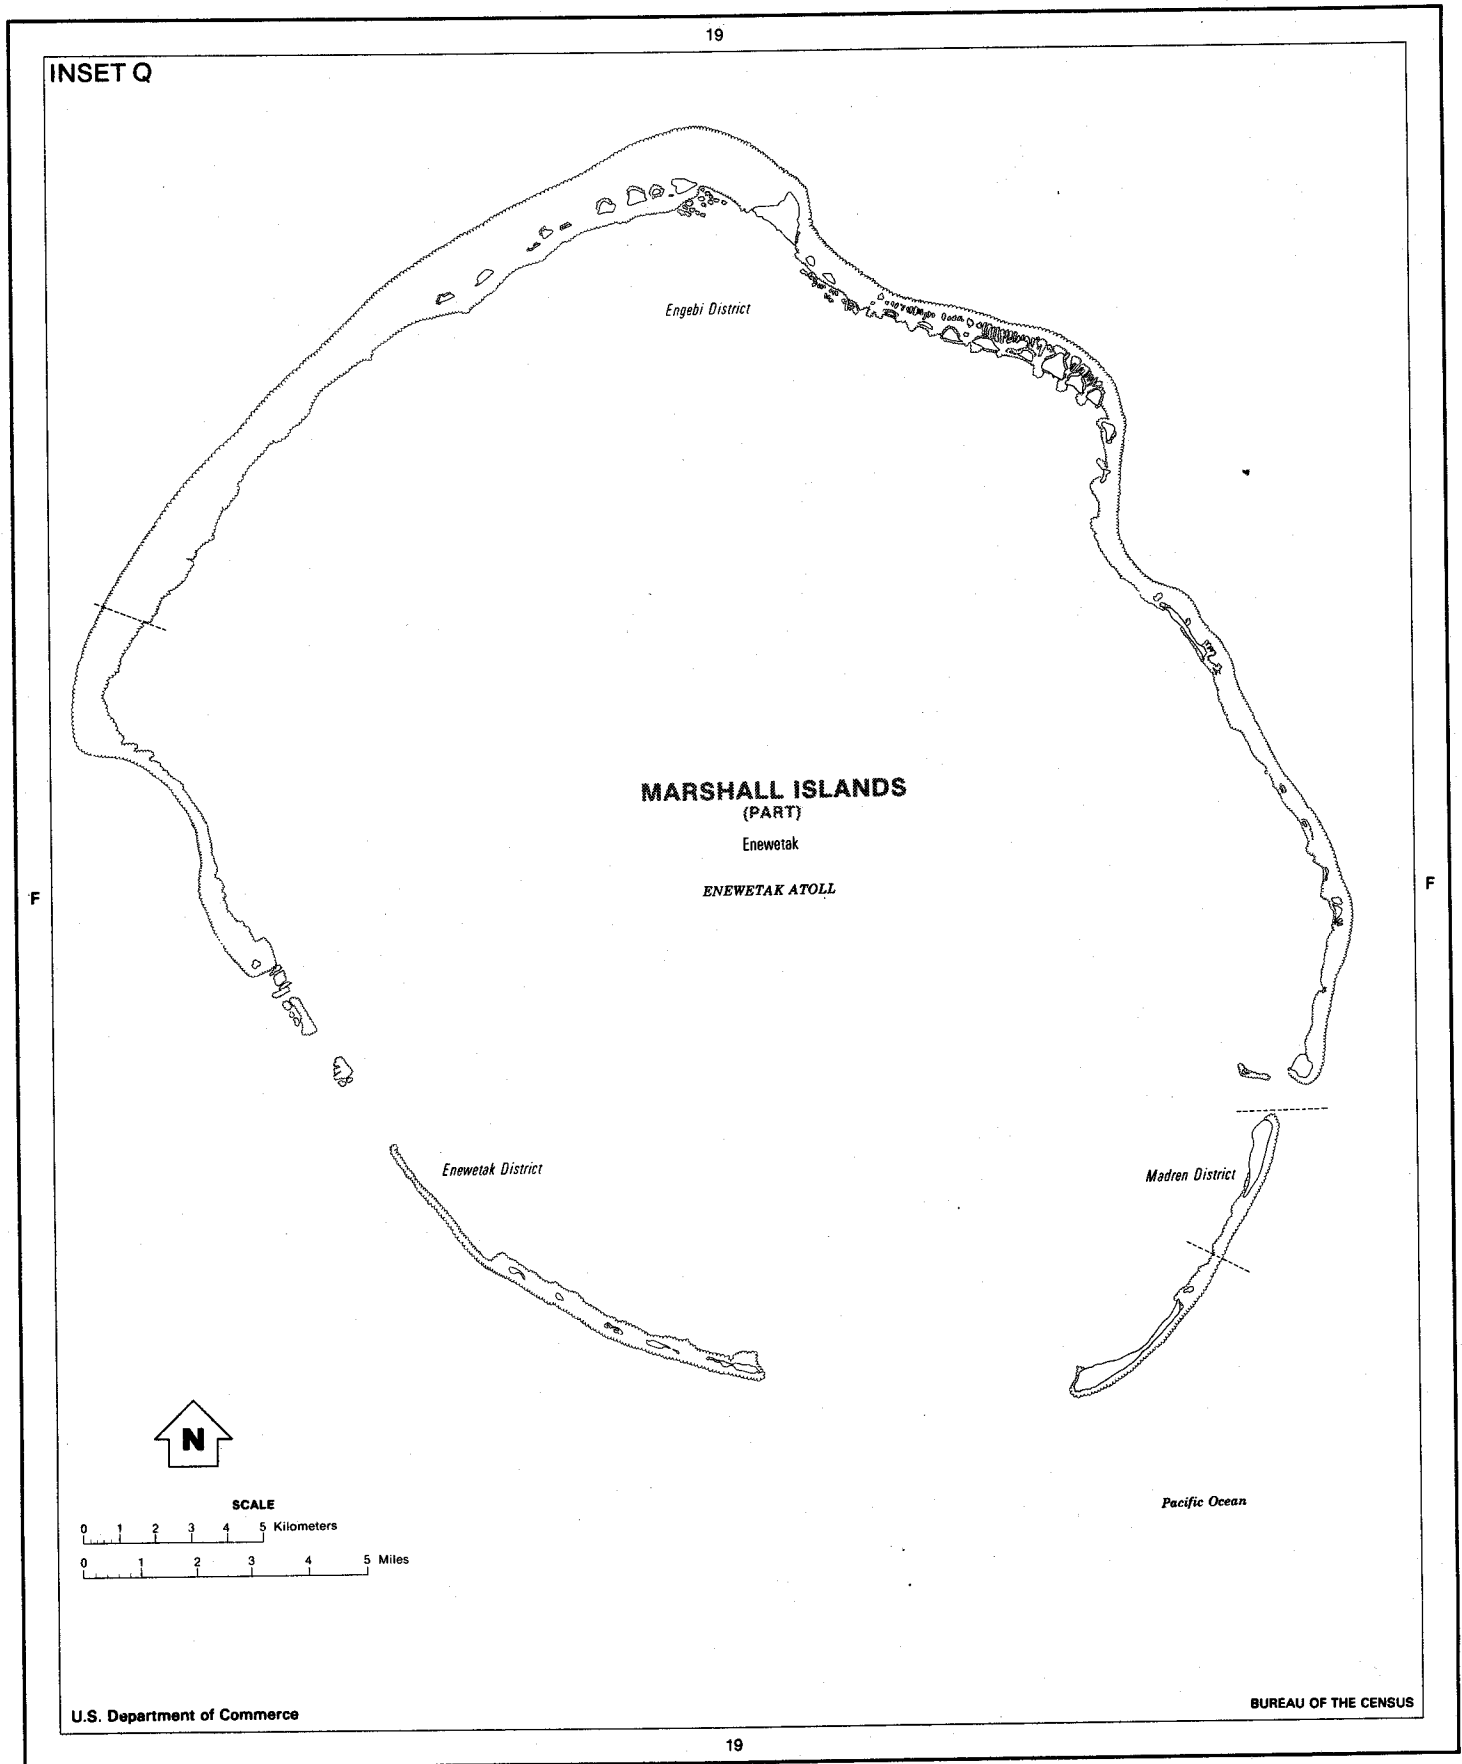 19
INSET Q
Engebi District
MARSHALL ISLANDS
(PART)
Enewetak
ENEWETAK ATOLL
F
F
Enewetak District
Madren District
N
Pacific Ocean
SCALE
0 1 2 3 4 5 Kilometers
0 1 2 3 4 5 Miles
U.S. Department of Commerce
BUREAU OF THE CENSUS
19